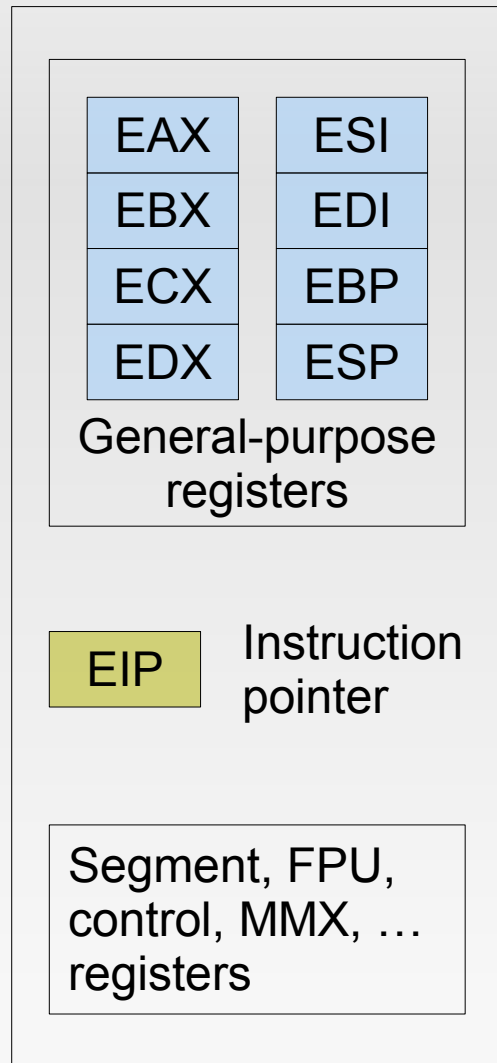 EAX ESI
EBX EDI
ECX EBP
EDX ESP
General-purpose
registers
EIP
Instruction
pointer
Segment, FPU,
control, MMX, …
registers